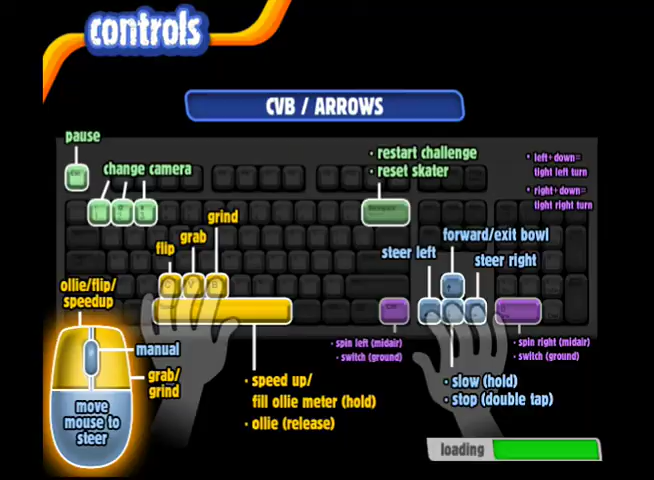 controls
CVB / ARROWS
pause
change camera
• restart challenge
• reset skater
• left+down=
tight left turn
• right+down=
tight right turn
grind
grab
flip
forward/exit bowl
steer left
steer right
ollie/flip/
speedup
C
V
B
manual
grab/
grind
move
mouse to
steer
• spin left (midair)
• switch (ground)
• spin right (midair)
• switch (ground)
• speed up/
fill ollie meter (hold)
• ollie (release)
• slow (hold)
• stop (double tap)
loading